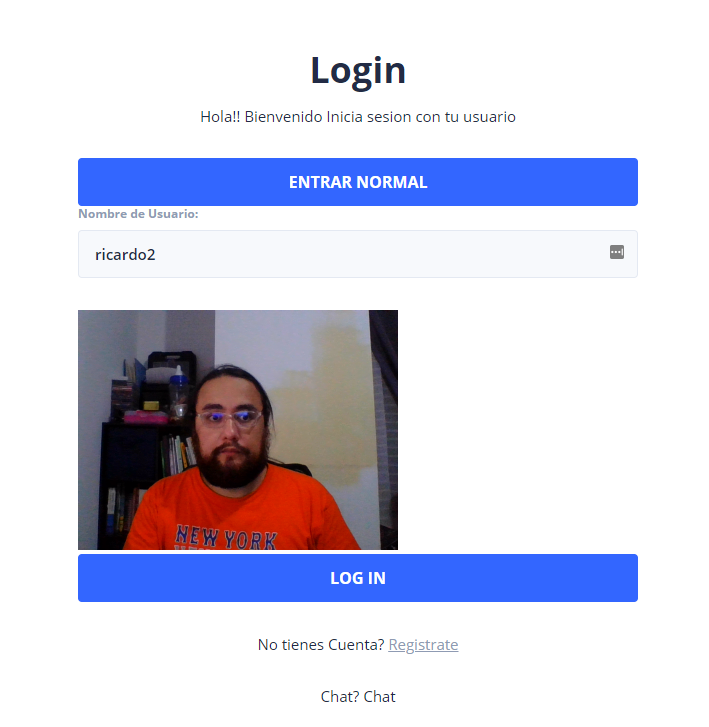 Login
Hola!! Bienvenido Inicia sesion con tu usuario
ENTRAR NORMAL
Nombre de Usuario:
ricardo2
NEW YORK
LOG IN
No tienes Cuenta? Registrate
Chat? Chat